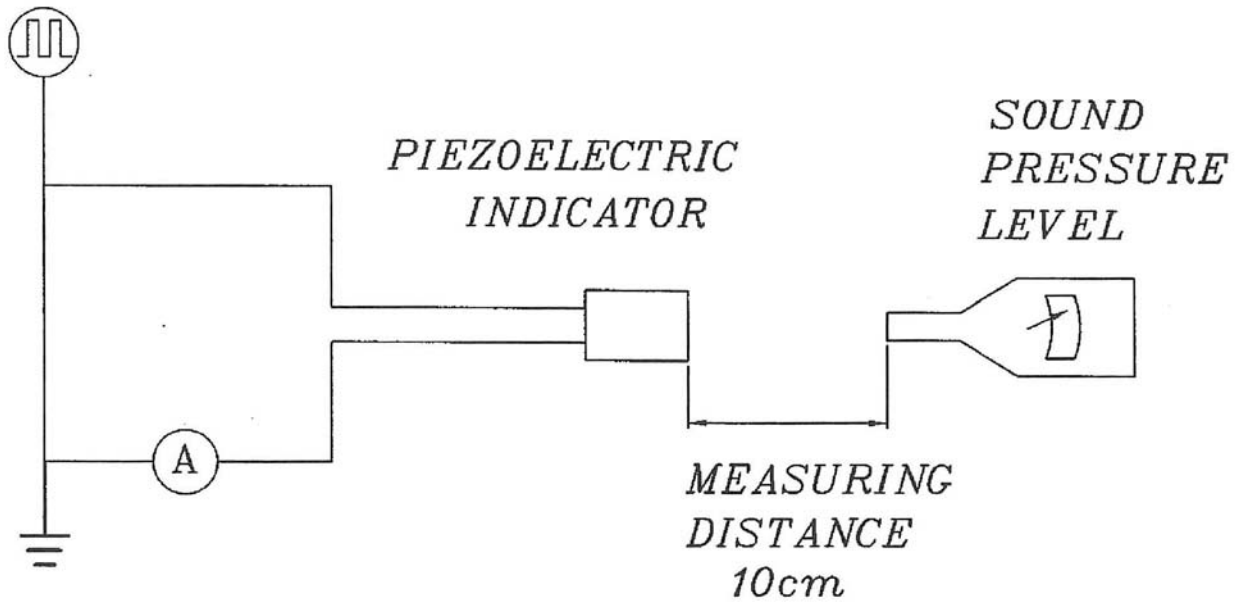 PIEZOELECTRIC
INDICATOR
SOUND
PRESSURE
LEVEL
A
MEASURING
DISTANCE
10cm